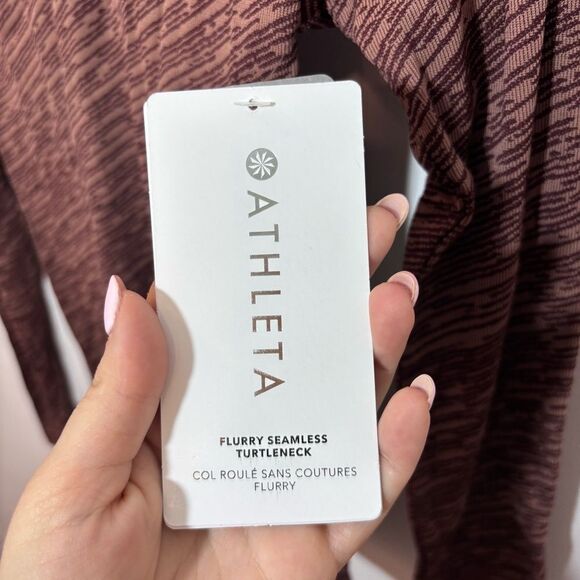 ATHLETA
FLURRY SEAMLESS
TURTLENECK
COL ROULÉ SANS COUTURES
FLURRY